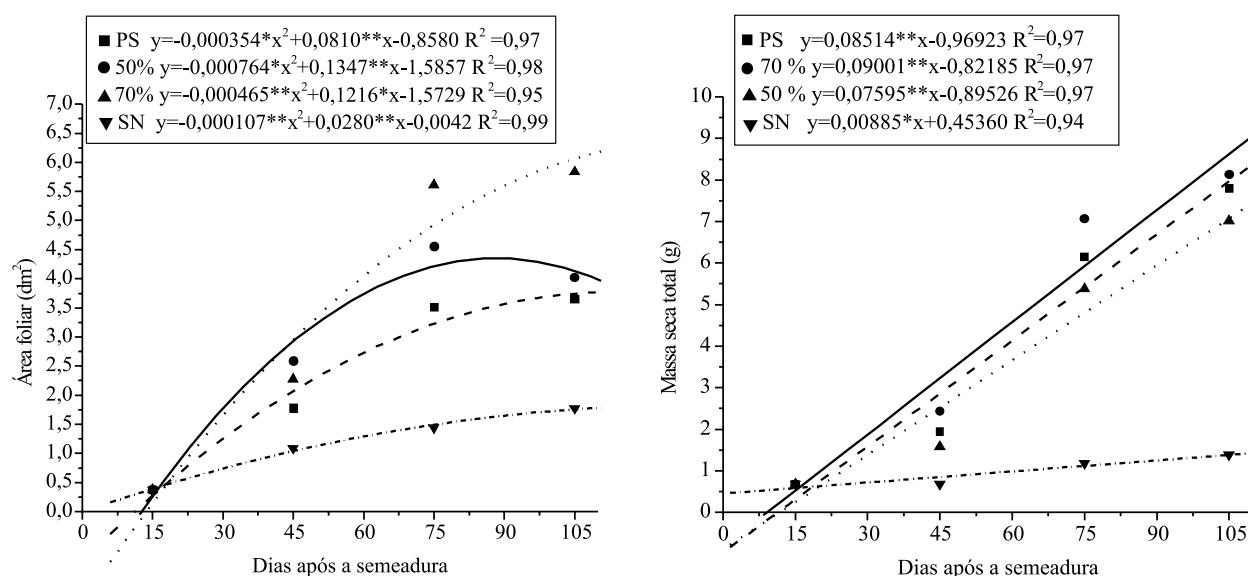 PS y=-0,000354*x²+0,0810**x-0,8580 R² =0,97
50% y=-0,000764*x²+0,1347**x-1,5857 R²=0,98
70% y=-0,000465**x²+0,1216*x-1,5729 R²=0,95
SN y=-0,000107**x²+0,0280**x-0,0042 R²=0,99
7,0
6,5
6,0
5,5
5,0
4,5
4,0
3,5
3,0
2,5
2,0
1,5
1,0
0,5
0,0
Área foliar (dm²)
0 15 30 45 60 75 90 105
Dias após a semeadura
PS y=0,08514**x-0,96923 R²=0,97
70 % y=0,09001**x-0,82185 R²=0,97
50 % y=0,07595**x-0,89526 R²=0,97
SN y=0,00885*x+0,45360 R²=0,94
10
9
8
7
6
5
4
3
2
1
0
Massa seca total (g)
0 15 30 45 60 75 90 105
Dias após a semeadura